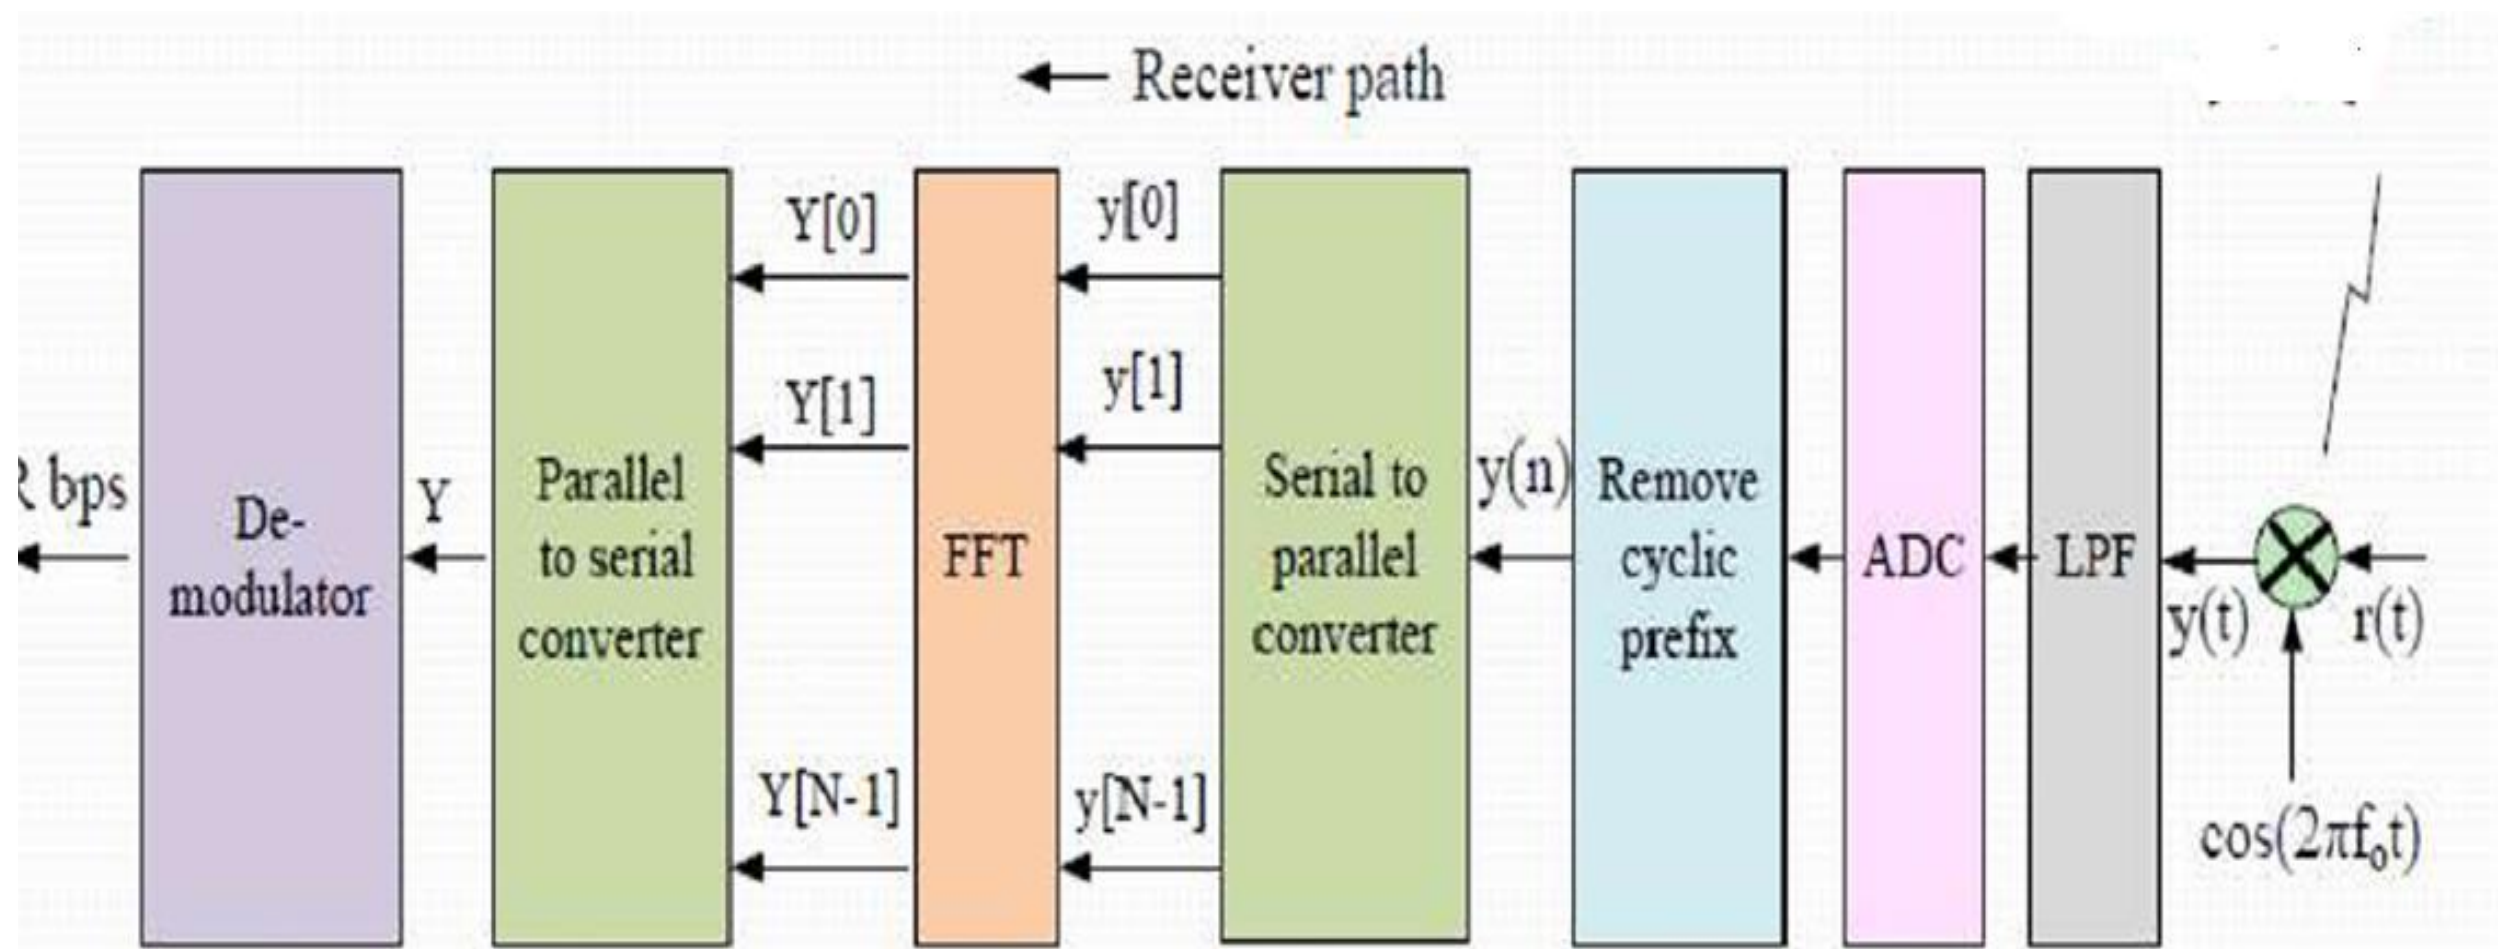 Receiver path
bps
De-
modulator
Y
Parallel
to serial
converter
Y[0]
Y[1]
Y[N-1]
FFT
y[0]
y[1]
y[N-1]
Serial to
parallel
converter
y(n)
Remove
cyclic
prefix
ADC
LPF
y(t)
r(t)
cos(2πf₀t)